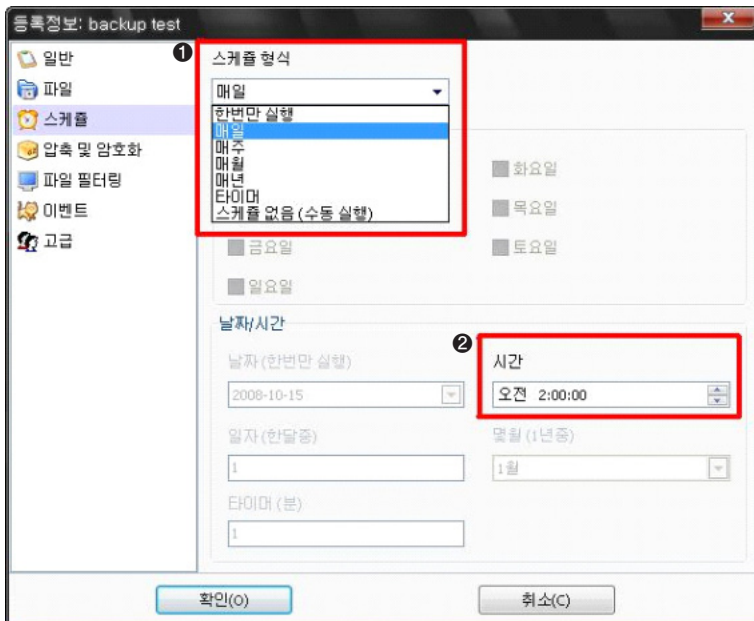 등록정보: backup test
일반
파일
스케쥴
압축 및 암호화
파일 필터링
이벤트
고급
❶
스케쥴 형식
매일
한번만 실행
매일
매주
매월
매년
타이머
스케쥴 없음 (수동 실행)
화요일
목요일
금요일
토요일
일요일
날짜/시간
날짜 (한번만 실행)
2008-10-15
❷
시간
오전 2:00:00
일자 (한달중)
1
몇월 (1년중)
1월
타이머 (분)
1
확인(O)
취소(C)